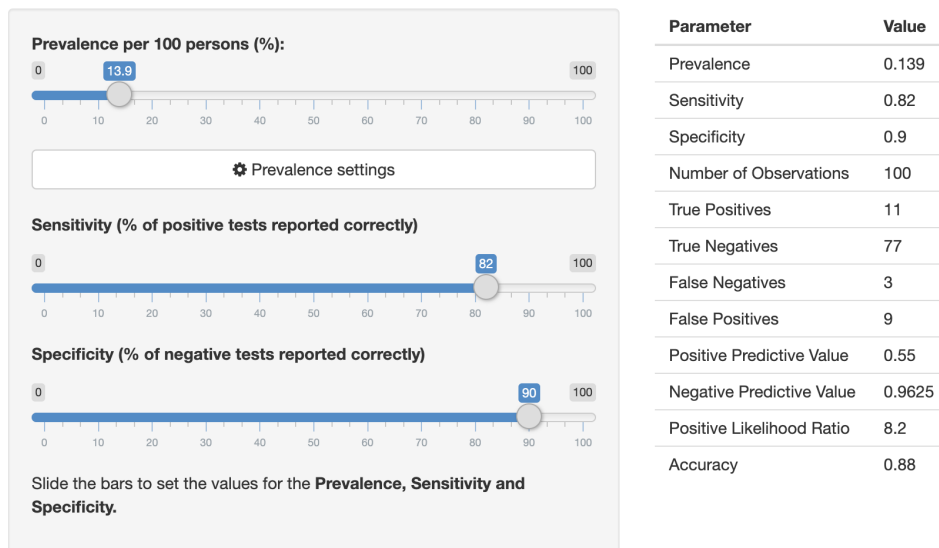 Prevalence per 100 persons (%):
0 13.9 100
0 10 20 30 40 50 60 70 80 90 100
Prevalence settings
Sensitivity (% of positive tests reported correctly)
0 82 100
0 10 20 30 40 50 60 70 80 90 100
Specificity (% of negative tests reported correctly)
0 90 100
0 10 20 30 40 50 60 70 80 90 100
Slide the bars to set the values for the Prevalence, Sensitivity and
Specificity.
Parameter Value
Prevalence 0.139
Sensitivity 0.82
Specificity 0.9
Number of Observations 100
True Positives 11
True Negatives 77
False Negatives 3
False Positives 9
Positive Predictive Value 0.55
Negative Predictive Value 0.9625
Positive Likelihood Ratio 8.2
Accuracy 0.88